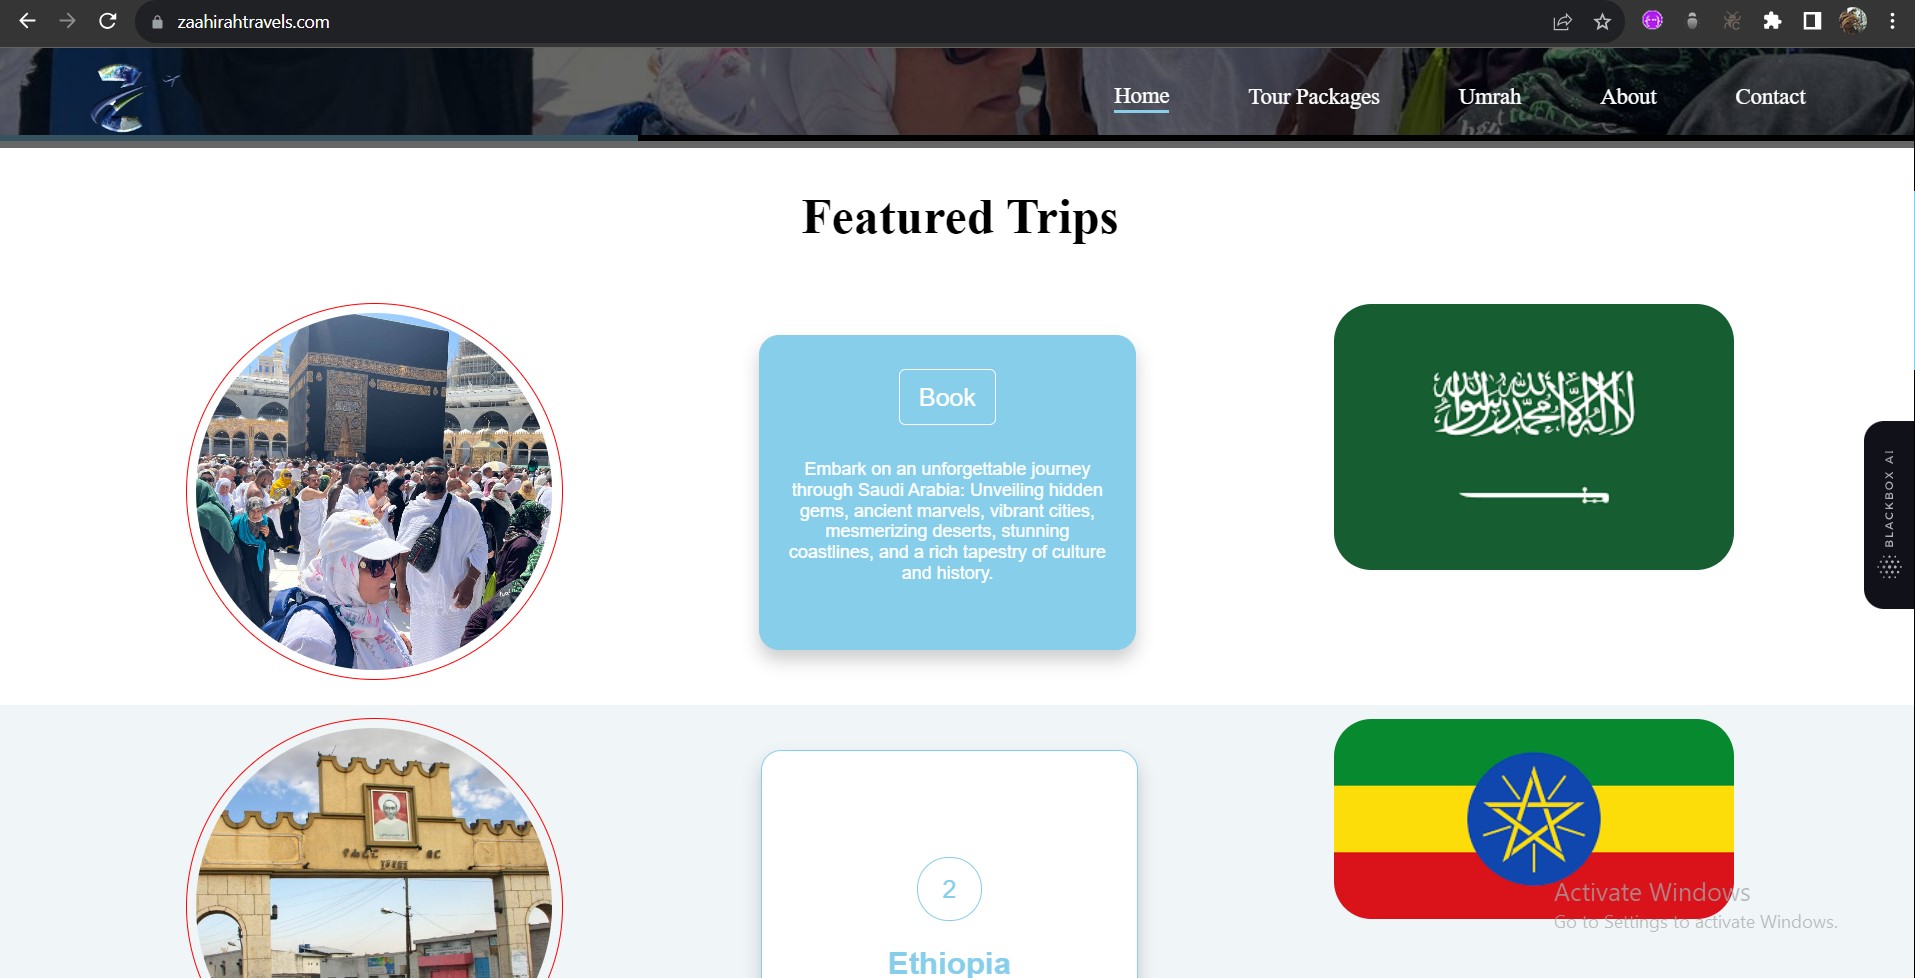 zaahirahtravels.com
Home
Tour Packages
Umrah
About
Contact
Featured Trips
Book
Embark on an unforgettable journey
through Saudi Arabia: Unveiling hidden
gems, ancient marvels, vibrant cities,
mesmerizing deserts, stunning
coastlines, and a rich tapestry of culture
and history.
لا إله إلا الله محمد رسول الله
BLACKBOX AI
2
Ethiopia
Activate Windows
Go to Settings to activate Windows.